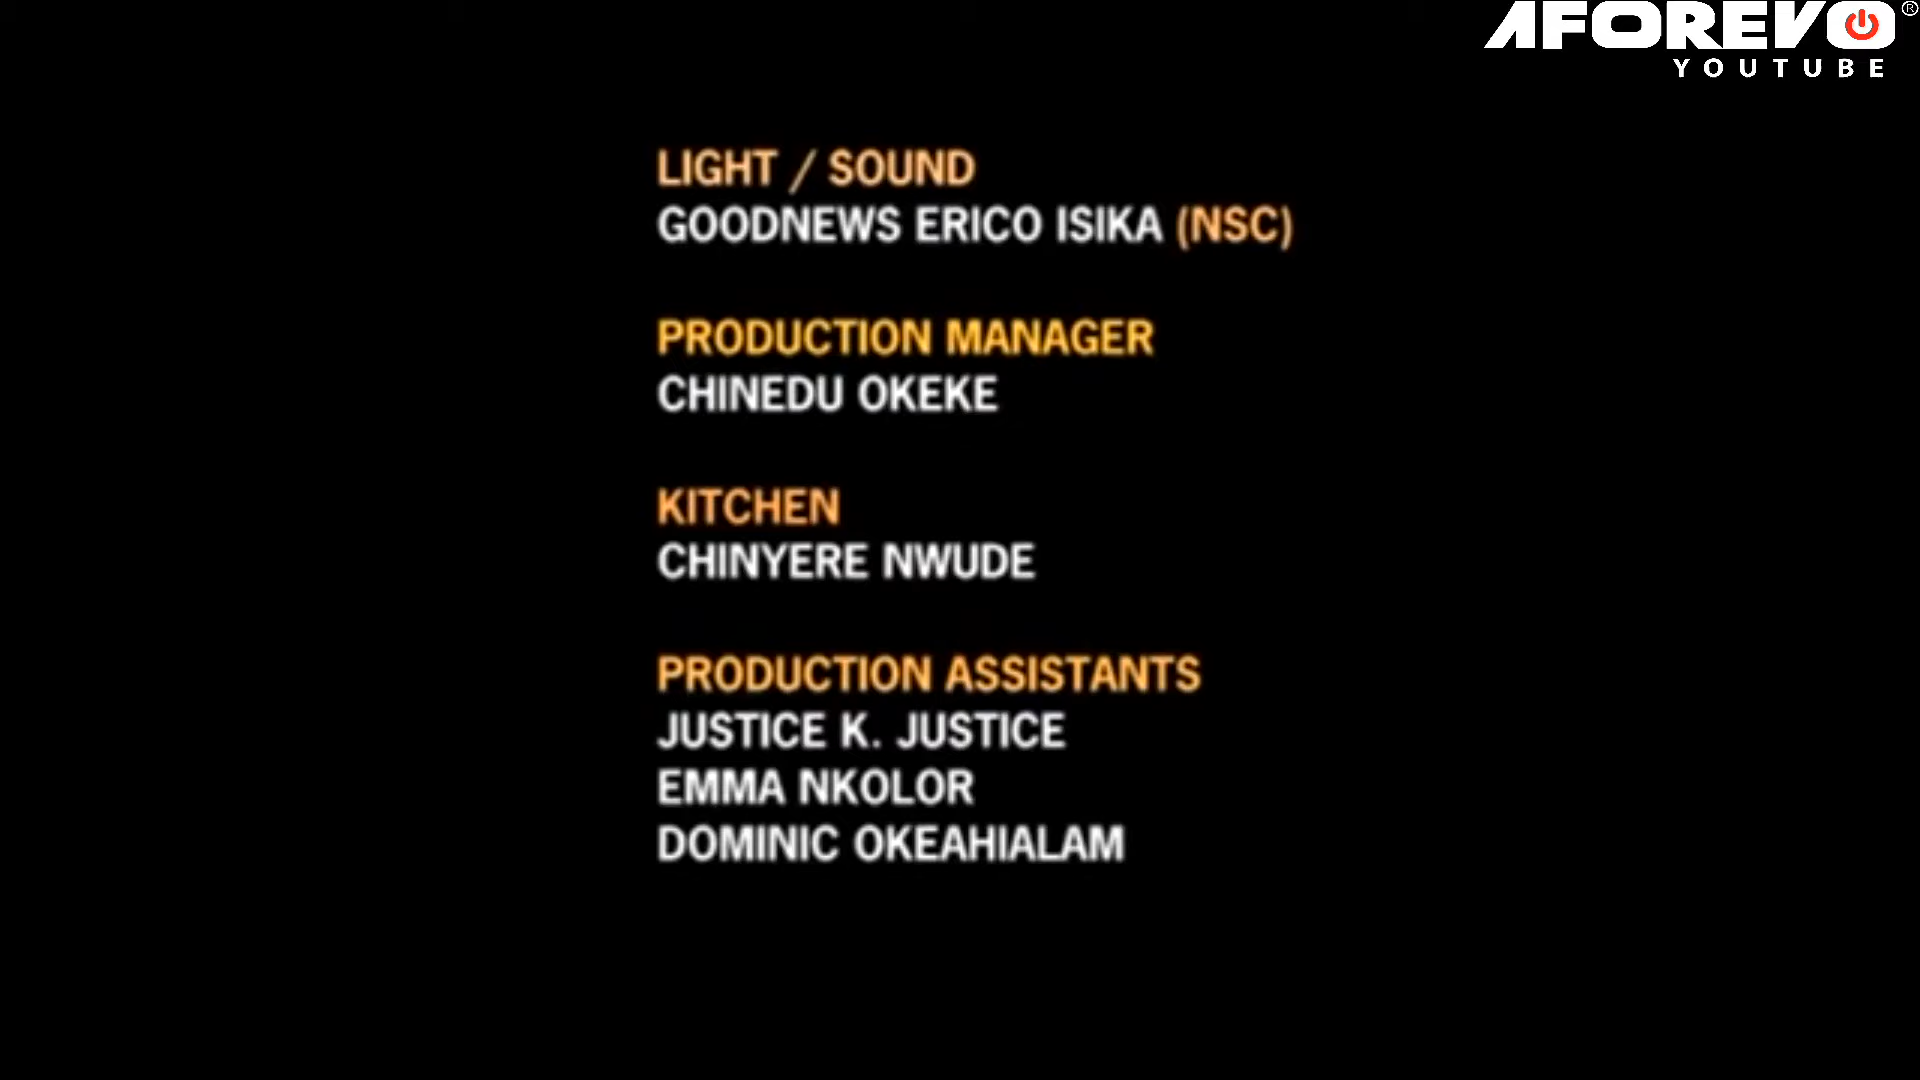 AFOREVO®
YOUTUBE
LIGHT / SOUND
GOODNEWS ERICO ISIKA (NSC)
PRODUCTION MANAGER
CHINEDU OKEKE
KITCHEN
CHINYERE NWUDE
PRODUCTION ASSISTANTS
JUSTICE K. JUSTICE
EMMA NKOLOR
DOMINIC OKEAHIALAM